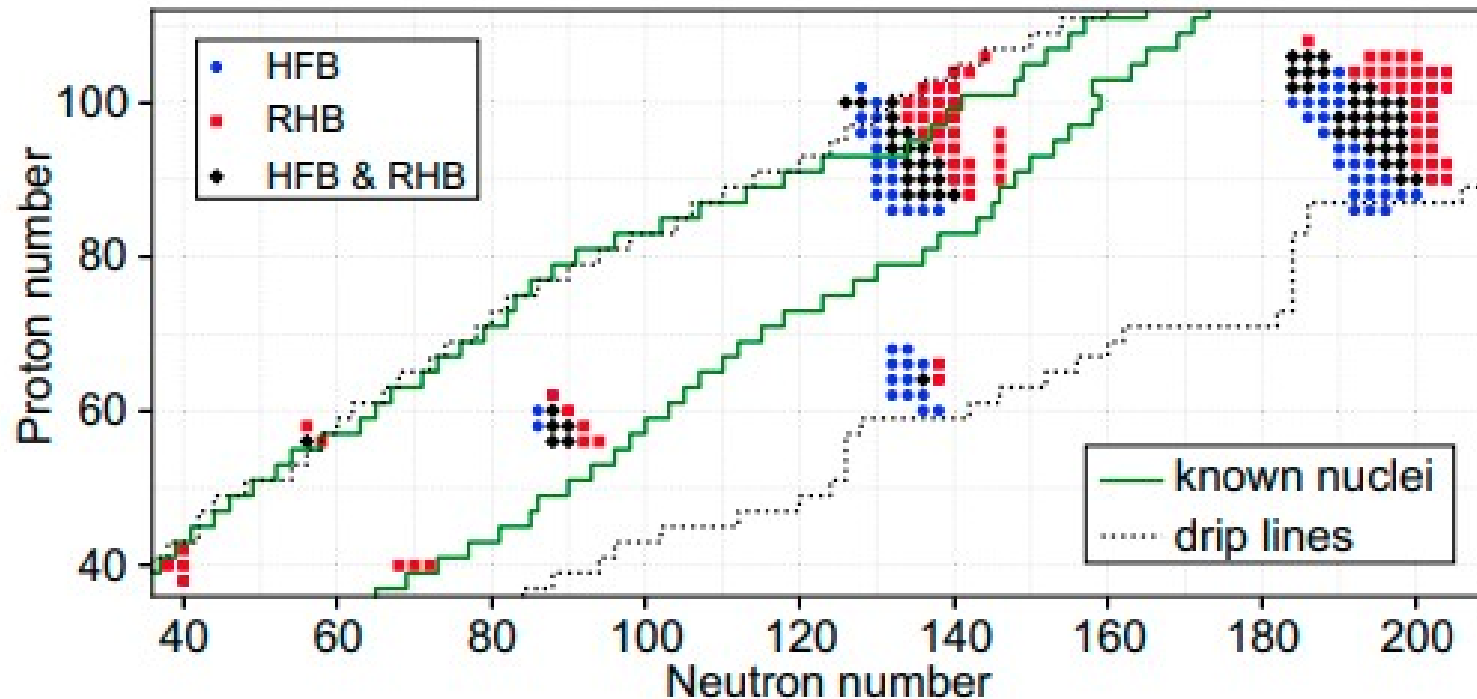 HFB
RHB
HFB & RHB
Proton number
100
80
60
40
known nuclei
drip lines
40 60 80 100 120 140 160 180 200
Neutron number